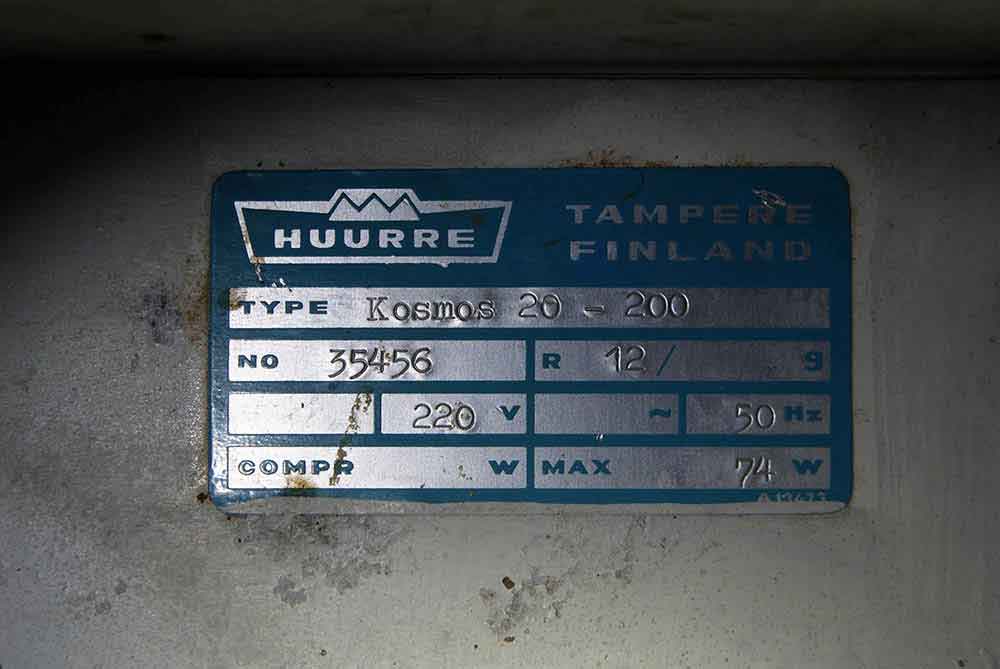 HUURRE
TAMPERE
FINLAND
TYPE Kosmos 20 - 200
NO 35456 R 12/ g
220 V ~ 50 Hz
COMPR W MAX 74 W